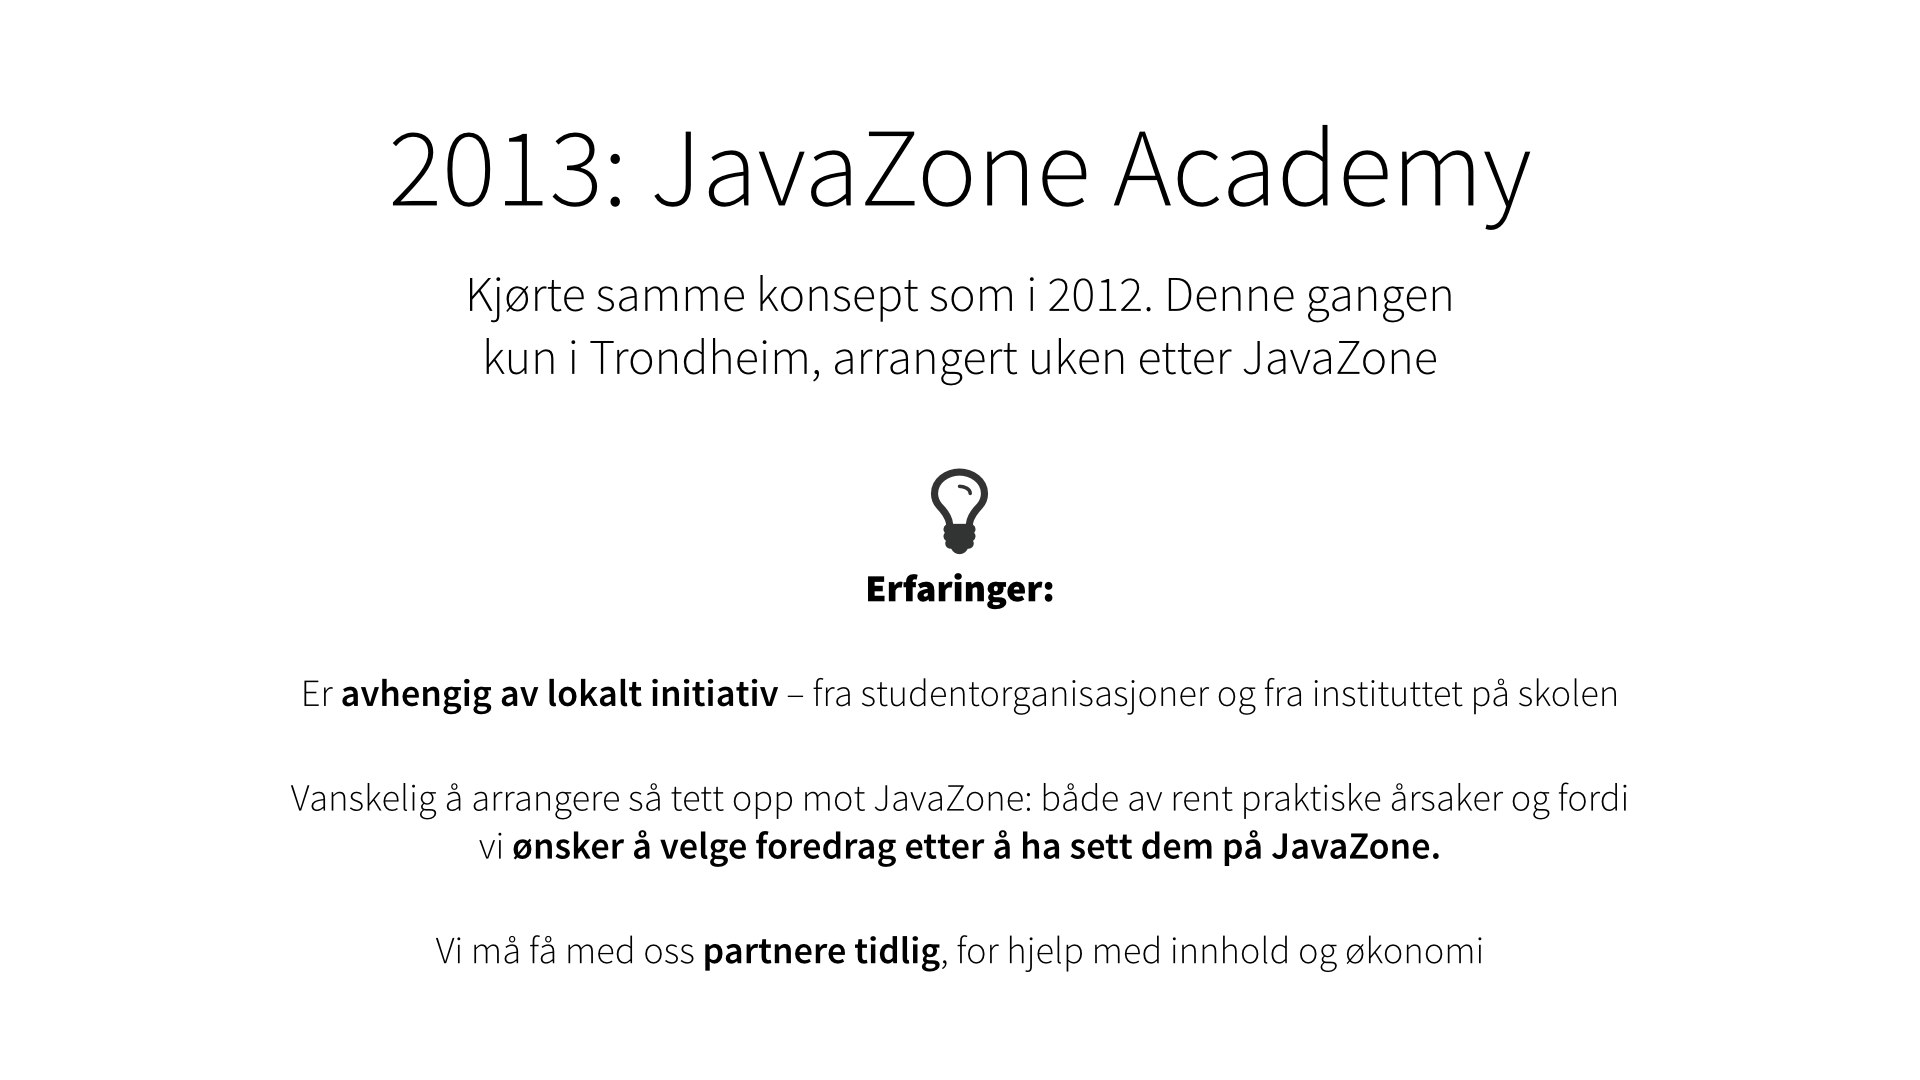 2013: JavaZone Academy
Kjørte samme konsept som i 2012. Denne gangen
kun i Trondheim, arrangert uken etter JavaZone
Erfaringer:
Er avhengig av lokalt initiativ – fra studentorganisasjoner og fra instituttet på skolen
Vanskelig å arrangere så tett opp mot JavaZone: både av rent praktiske årsaker og fordi
vi ønsker å velge foredrag etter å ha sett dem på JavaZone.
Vi må få med oss partnere tidlig, for hjelp med innhold og økonomi